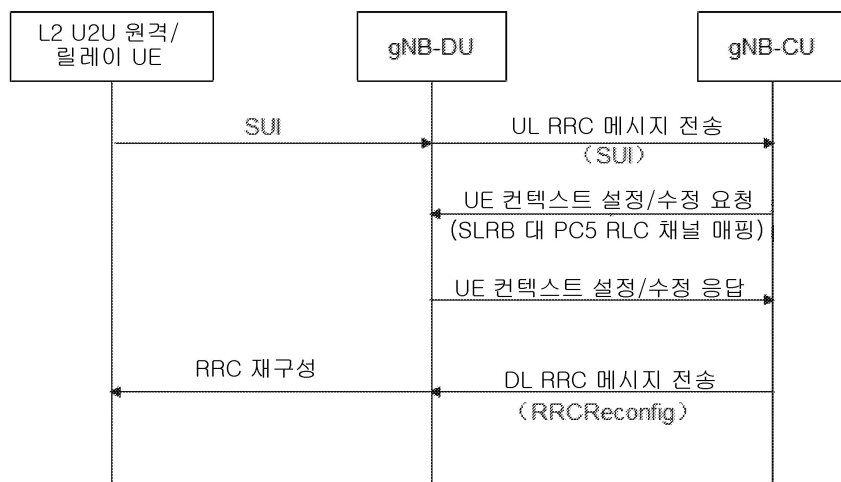 L2 U2U 원격/
릴레이 UE
gNB-DU
gNB-CU
SUI
UL RRC 메시지 전송
(SUI)
UE 컨텍스트 설정/수정 요청
(SLRB 대 PC5 RLC 채널 매핑)
UE 컨텍스트 설정/수정 응답
RRC 재구성
DL RRC 메시지 전송
(RRCReconfig)